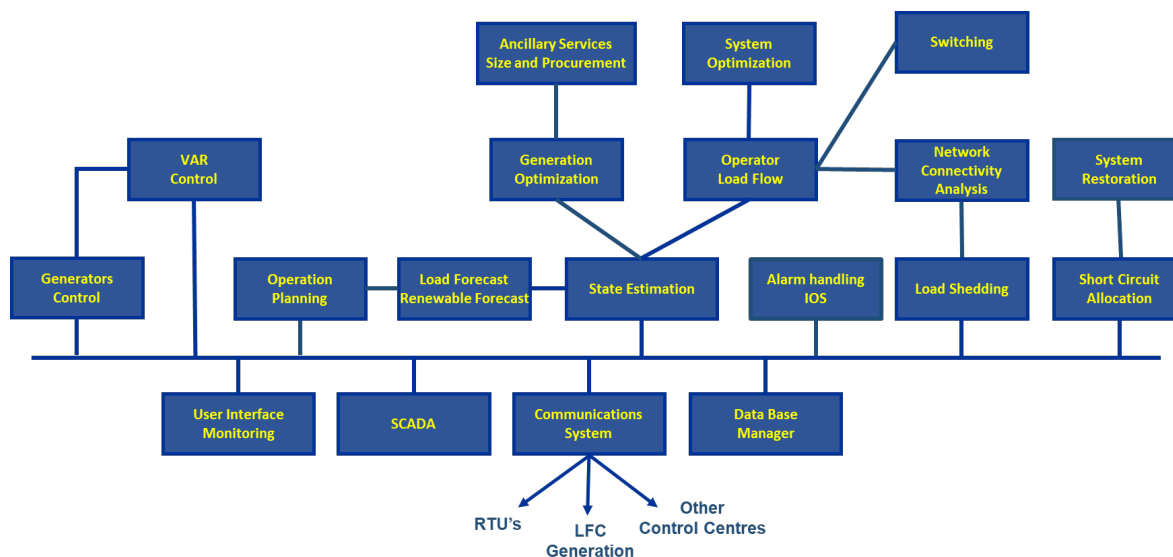 Ancillary Services
Size and Procurement
System
Optimization
Switching
VAR
Control
Generation
Optimization
Operator
Load Flow
Network
Connectivity
Analysis
System
Restoration
Generators
Control
Operation
Planning
Load Forecast
Renewable Forecast
State Estimation
Alarm handling
IOS
Load Shedding
Short Circuit
Allocation
User Interface
Monitoring
SCADA
Communications
System
Data Base
Manager
RTU's
LFC
Generation
Other
Control Centres